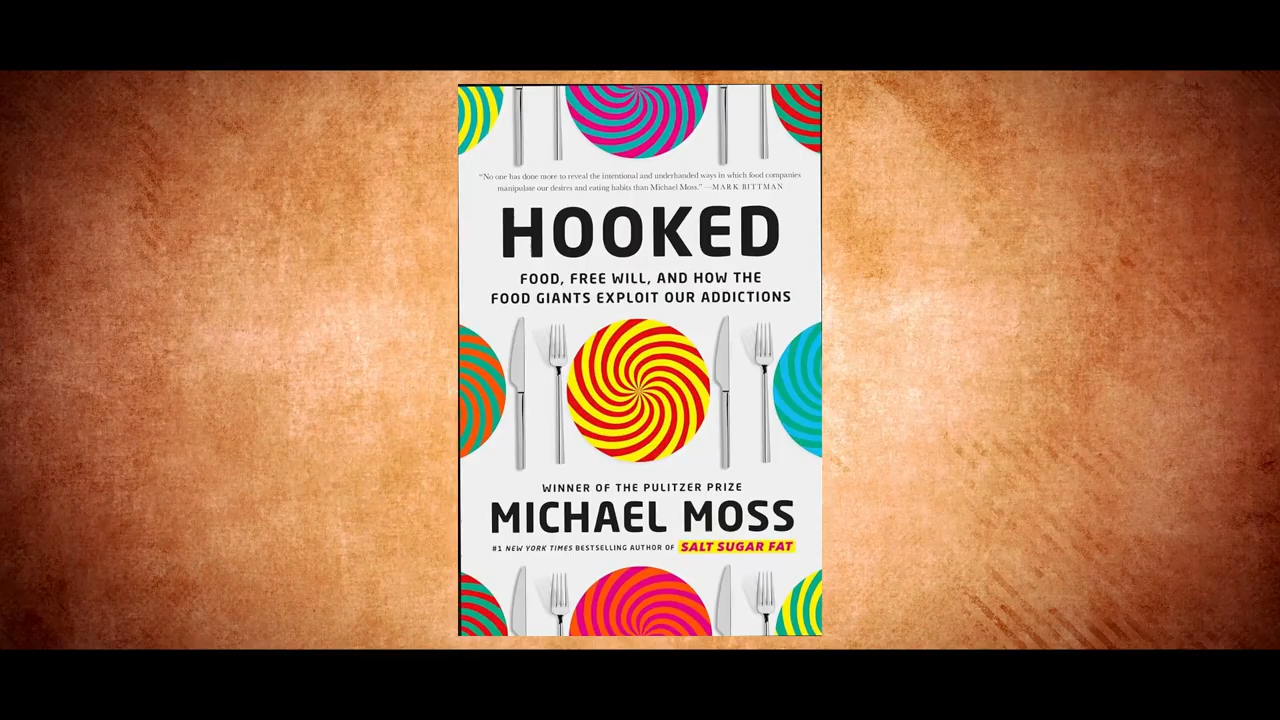 “No one has done more to reveal the intentional and underhanded ways in which food companies
manipulate our desires and eating habits than Michael Moss.” —MARK BITTMAN
HOOKED
FOOD, FREE WILL, AND HOW THE
FOOD GIANTS EXPLOIT OUR ADDICTIONS
WINNER OF THE PULITZER PRIZE
MICHAEL MOSS
#1 NEW YORK TIMES BESTSELLING AUTHOR OF SALT SUGAR FAT